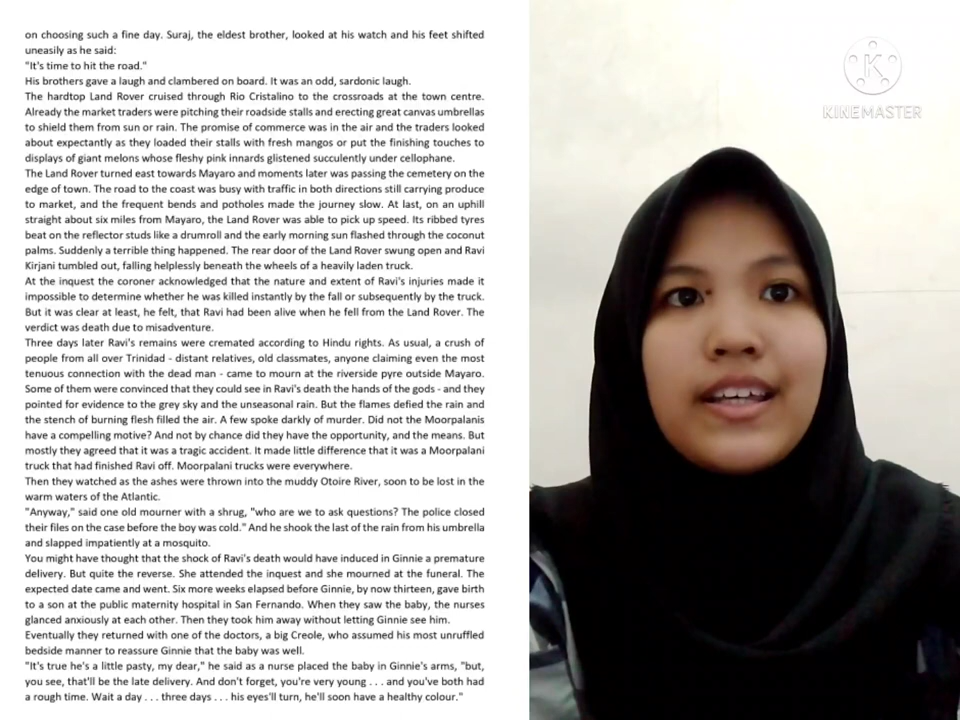 on choosing such a fine day. Suraj, the eldest brother, looked at his watch and his feet shifted
uneasily as he said:
"It's time to hit the road."
His brothers gave a laugh and clambered on board. It was an odd, sardonic laugh.
The hardtop Land Rover cruised through Rio Cristalino to the crossroads at the town centre.
Already the market traders were pitching their roadside stalls and erecting great canvas umbrellas
to shield them from sun or rain. The promise of commerce was in the air and the traders looked
about expectantly as they loaded their stalls with fresh mangos or put the finishing touches to
displays of giant melons whose fleshy pink innards glistened succulently under cellophane.
The Land Rover turned east towards Mayaro and moments later was passing the cemetery on the
edge of town. The road to the coast was busy with traffic in both directions still carrying produce
to market, and the frequent bends and potholes made the journey slow. At last, on an uphill
straight about six miles from Mayaro, the Land Rover was able to pick up speed. Its ribbed tyres
beat on the reflector studs like a drumroll and the early morning sun flashed through the coconut
palms. Suddenly a terrible thing happened. The rear door of the Land Rover swung open and Ravi
Kirjani tumbled out, falling helplessly beneath the wheels of a heavily laden truck.
At the inquest the coroner acknowledged that the nature and extent of Ravi's injuries made it
impossible to determine whether he was killed instantly by the fall or subsequently by the truck.
But it was clear at least, he felt, that Ravi had been alive when he fell from the Land Rover. The
verdict was death due to misadventure.
Three days later Ravi's remains were cremated according to Hindu rights. As usual, a crush of
people from all over Trinidad - distant relatives, old classmates, anyone claiming even the most
tenuous connection with the dead man - came to mourn at the riverside pyre outside Mayaro.
Some of them were convinced that they could see in Ravi's death the hands of the gods - and they
pointed for evidence to the grey sky and the unseasonal rain. But the flames defied the rain and
the stench of burning flesh filled the air. A few spoke darkly of murder. Did not the Moorpalanis
have a compelling motive? And not by chance did they have the opportunity, and the means. But
mostly they agreed that it was a tragic accident. It made little difference that it was a Moorpalani
truck that had finished Ravi off. Moorpalani trucks were everywhere.
Then they watched as the ashes were thrown into the muddy Otoire River, soon to be lost in the
warm waters of the Atlantic.
"Anyway," said one old mourner with a shrug, "who are we to ask questions? The police closed
their files on the case before the boy was cold." And he shook the last of the rain from his umbrella
and slapped impatiently at a mosquito.
You might have thought that the shock of Ravi's death would have induced in Ginnie a premature
delivery. But quite the reverse. She attended the inquest and she mourned at the funeral. The
expected date came and went. Six more weeks elapsed before Ginnie, by now thirteen, gave birth
to a son at the public maternity hospital in San Fernando. When they saw the baby, the nurses
glanced anxiously at each other. Then they took him away without letting Ginnie see him.
Eventually they returned with one of the doctors, a big Creole, who assumed his most unruffled
bedside manner to reassure Ginnie that the baby was well.
"It's true he's a little pasty, my dear," he said as a nurse placed the baby in Ginnie's arms, "but,
you see, that'll be the late delivery. And don't forget, you're very young . . . and you've both had
a rough time. Wait a day . . . three days . . . his eyes'll turn, he'll soon have a healthy colour."
K
KINEMASTER